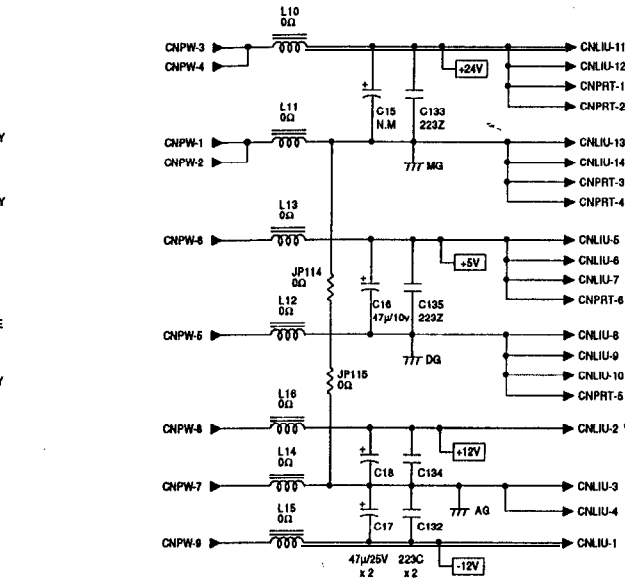 L10
0Ω
CNPW-3
CNPW-4
CNLIU-11
CNLIU-12
+24V
CNPRT-1
CNPRT-2
C15
N.M
C133
223Z
L11
0Ω
Y
CNPW-1
CNPW-2
CNLIU-13
CNLIU-14
MG
CNPRT-3
CNPRT-4
Y
L13
0Ω
CNPW-6
CNLIU-5
+5V
CNLIU-6
CNLIU-7
CNPRT-6
JP114
0Ω
C16
47μ/10v
C135
223Z
L12
0Ω
E
CNPW-5
CNLIU-8
DG
CNLIU-9
CNLIU-10
CNPRT-5
JP115
0Ω
Y
L16
0Ω
CNPW-8
CNLIU-2
+12V
L14
0Ω
C18
C134
CNPW-7
CNLIU-3
AG
CNLIU-4
L15
0Ω
C17
C132
CNPW-9
CNLIU-1
47μ/25V
x 2
223C
x 2
-12V